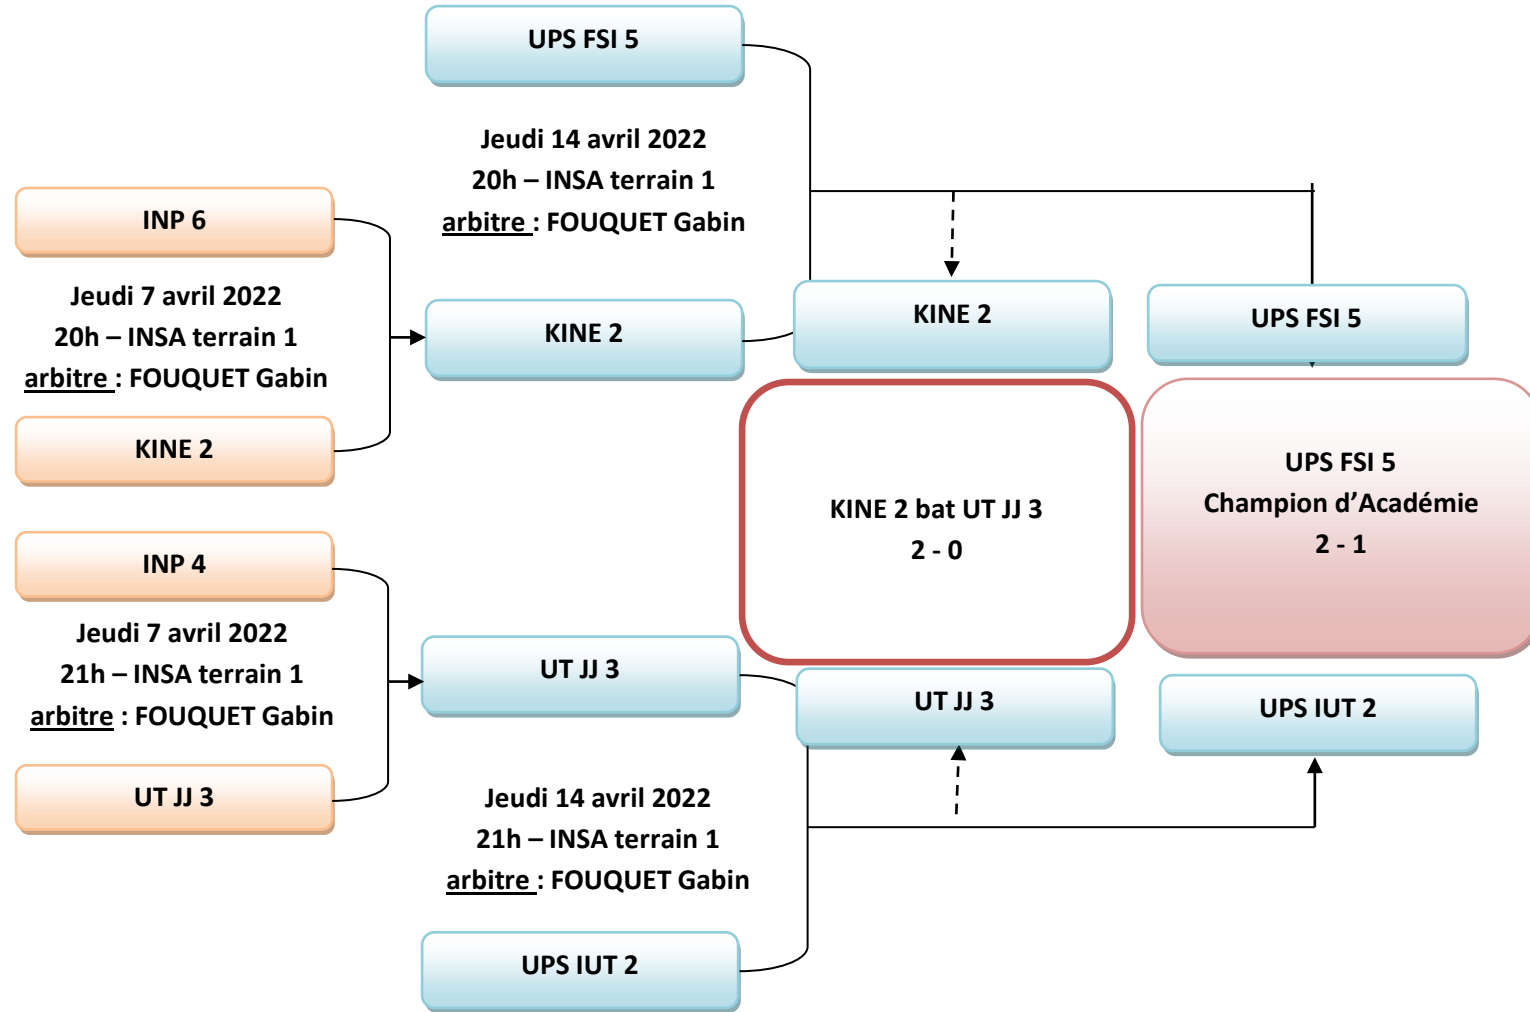 UPS FSI 5
Jeudi 14 avril 2022
20h – INSA terrain 1
arbitre : FOUQUET Gabin
INP 6
Jeudi 7 avril 2022
20h – INSA terrain 1
arbitre : FOUQUET Gabin
KINE 2
KINE 2
KINE 2
UPS FSI 5
KINE 2 bat UT JJ 3
2 - 0
UPS FSI 5
Champion d’Académie
2 - 1
INP 4
Jeudi 7 avril 2022
21h – INSA terrain 1
arbitre : FOUQUET Gabin
UT JJ 3
UT JJ 3
UT JJ 3
UPS IUT 2
Jeudi 14 avril 2022
21h – INSA terrain 1
arbitre : FOUQUET Gabin
UPS IUT 2